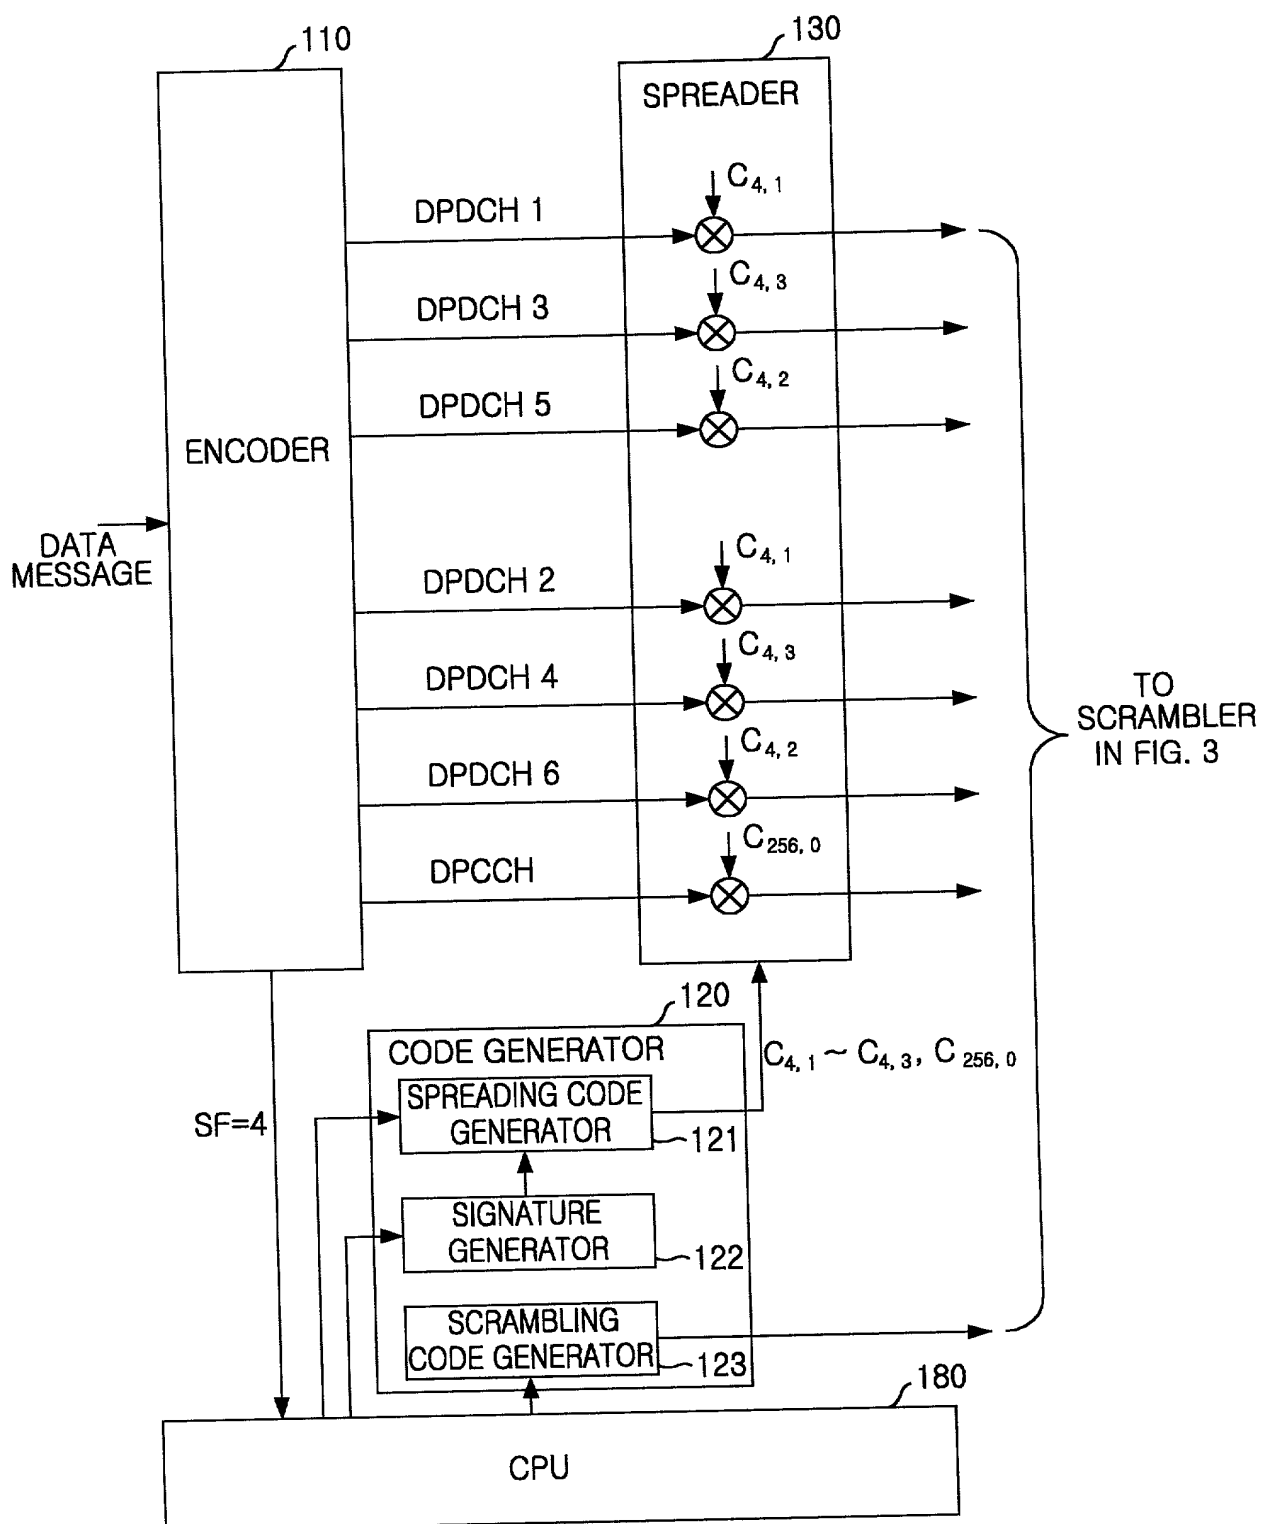 110
130
SPREADER
C4, 1
DPDCH 1
C4, 3
DPDCH 3
C4, 2
DPDCH 5
ENCODER
DATA
MESSAGE
C4, 1
DPDCH 2
C4, 3
DPDCH 4
TO
SCRAMBLER
IN FIG. 3
C4, 2
DPDCH 6
C256, 0
DPCCH
120
CODE GENERATOR
C4, 1 ~ C4, 3, C256, 0
SPREADING CODE
GENERATOR
121
SF=4
SIGNATURE
GENERATOR
122
SCRAMBLING
CODE GENERATOR
123
180
CPU